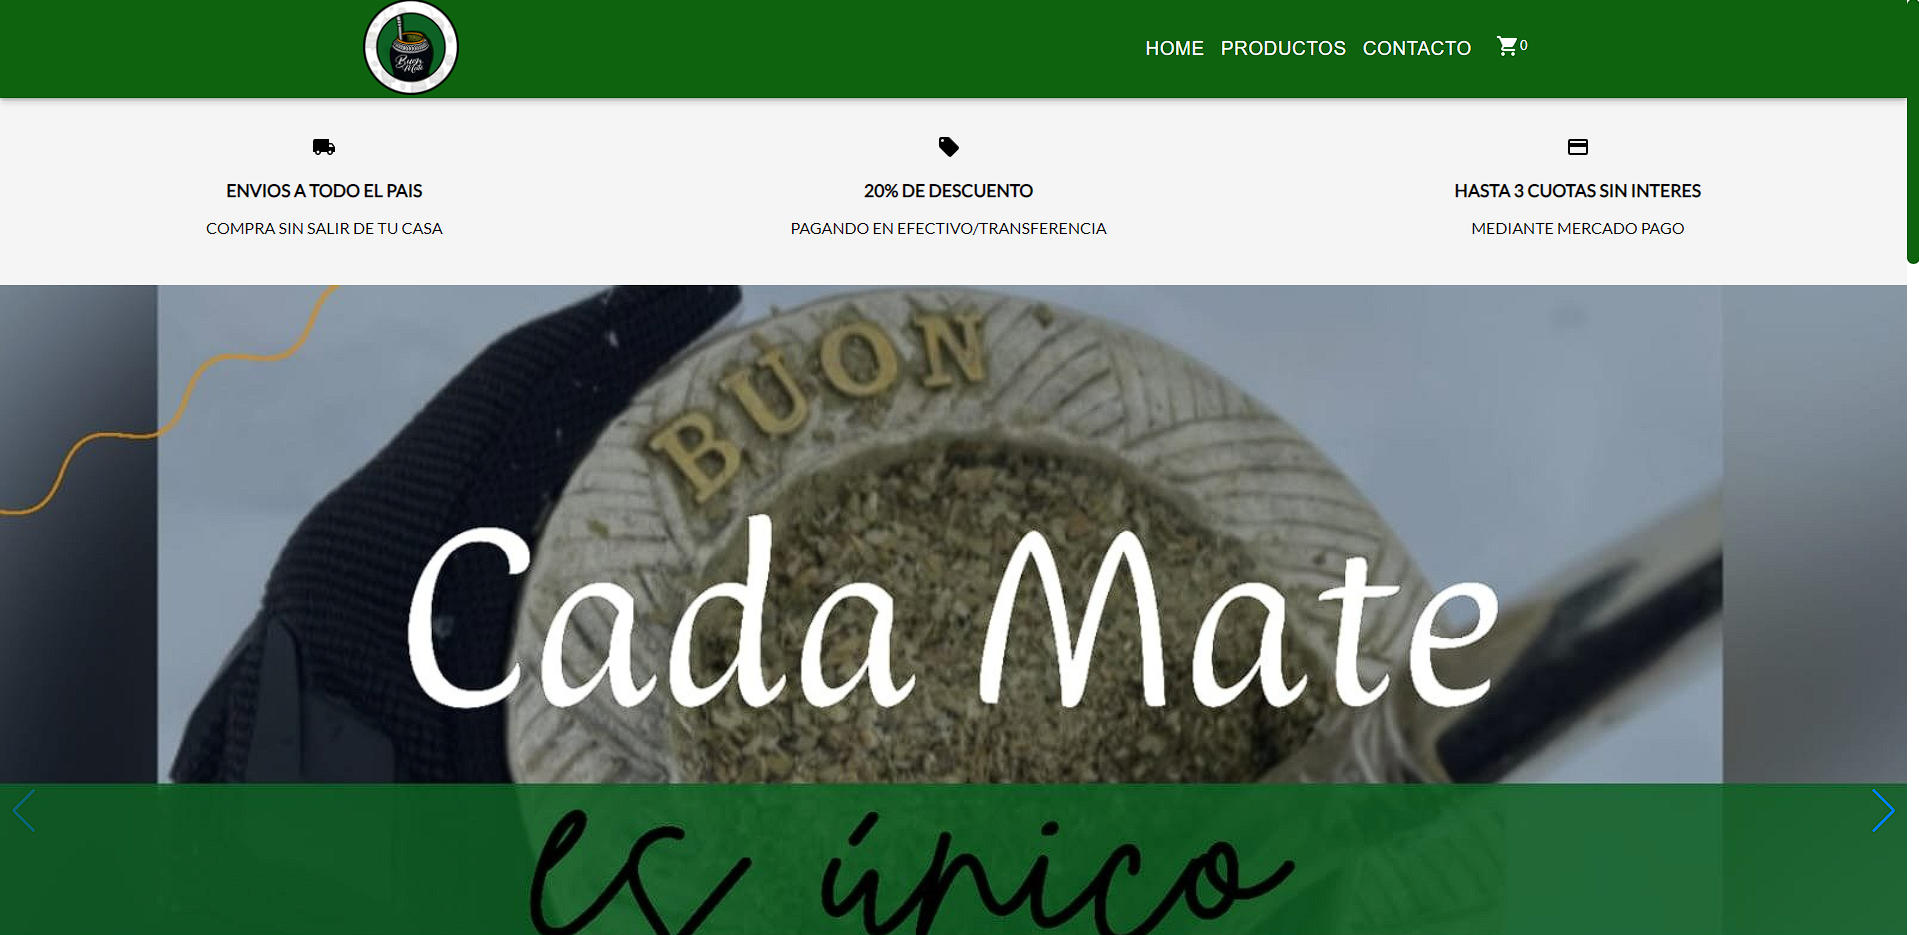 Buon
Mate
HOME PRODUCTOS CONTACTO 0
ENVIOS A TODO EL PAIS
COMPRA SIN SALIR DE TU CASA
20% DE DESCUENTO
PAGANDO EN EFECTIVO/TRANSFERENCIA
HASTA 3 CUOTAS SIN INTERES
MEDIANTE MERCADO PAGO
BUON
Cada Mate
es único